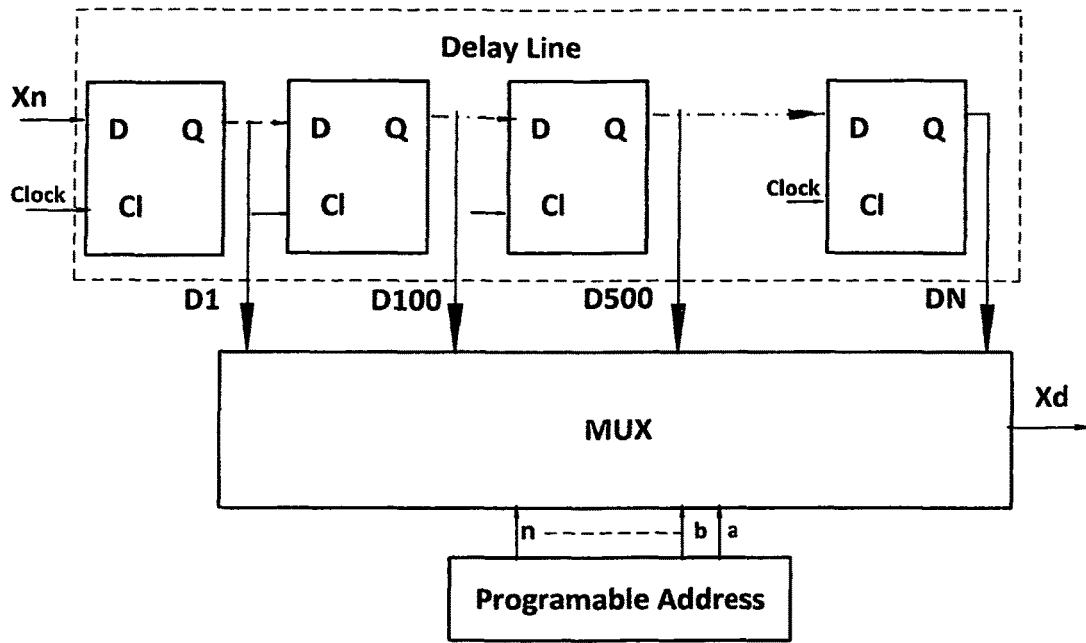 Delay Line
Xn
D Q
D Q
D Q
D Q
Clock
Cl
Cl
Cl
Clock
Cl
D1
D100
D500
DN
MUX
Xd
n
b
a
Programable Address